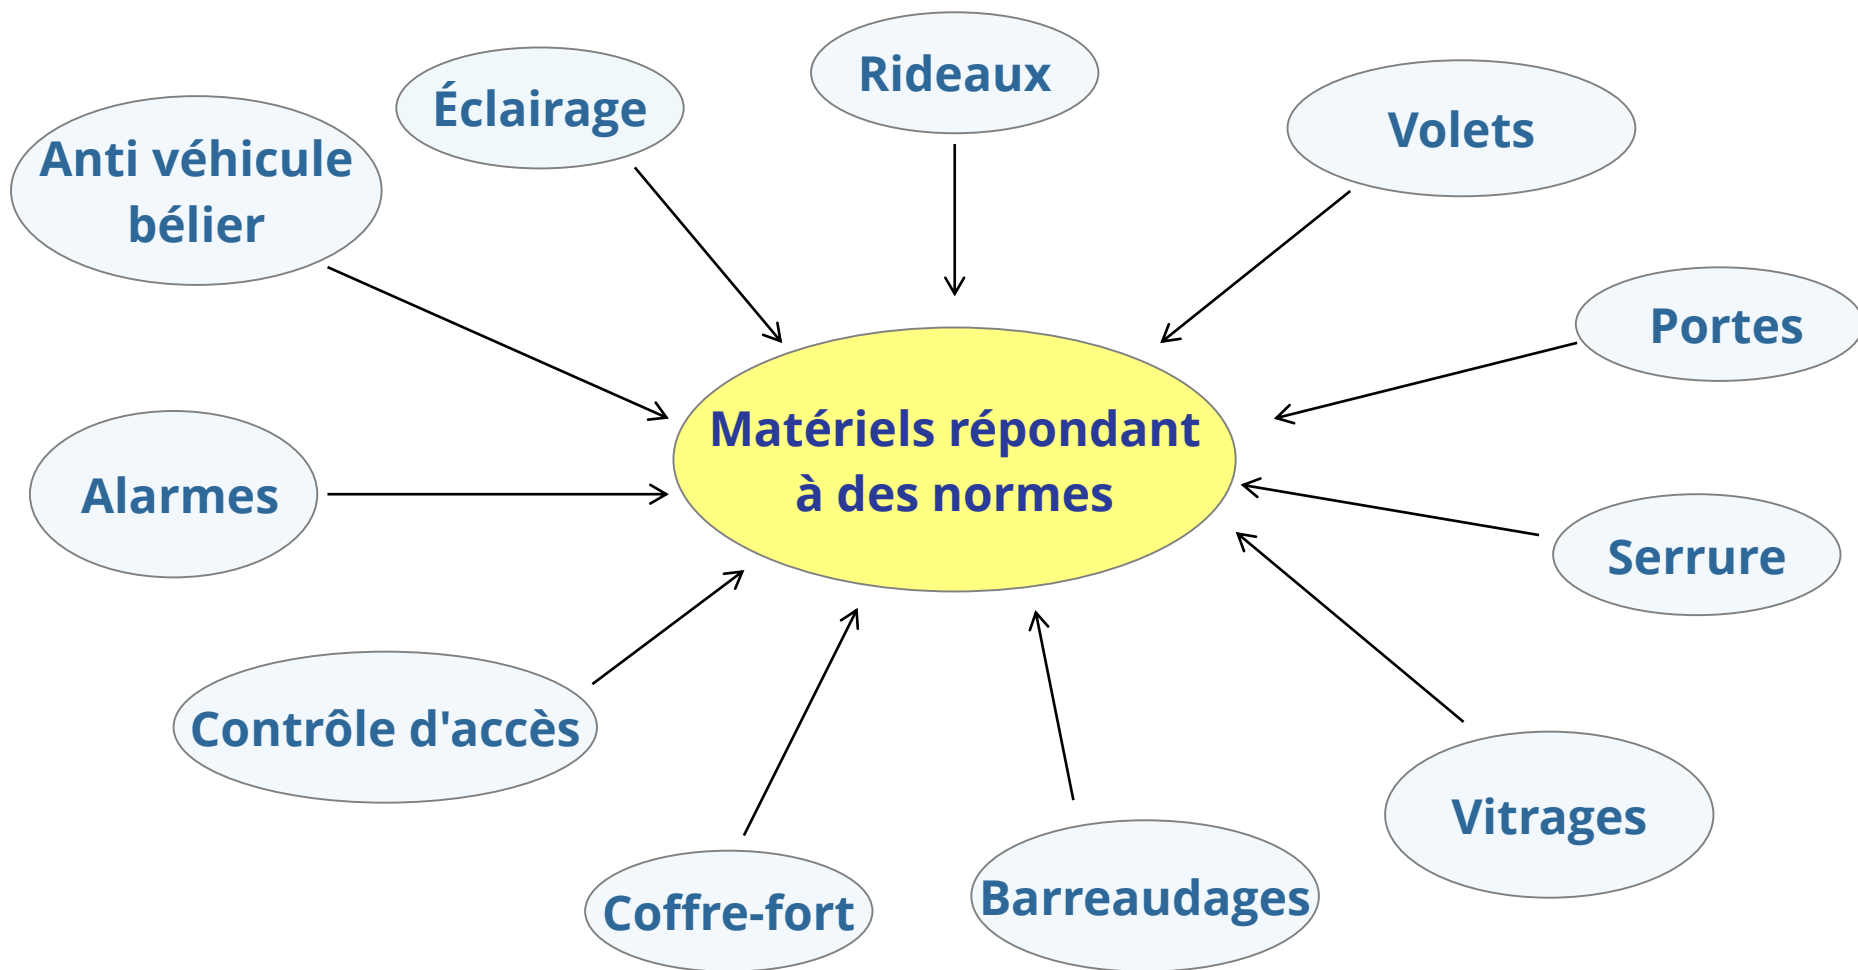 Rideaux
Éclairage
Volets
Anti véhicule
bélier
Portes
Matériels répondant
à des normes
Alarmes
Serrure
Contrôle d'accès
Vitrages
Barreaudages
Coffre-fort